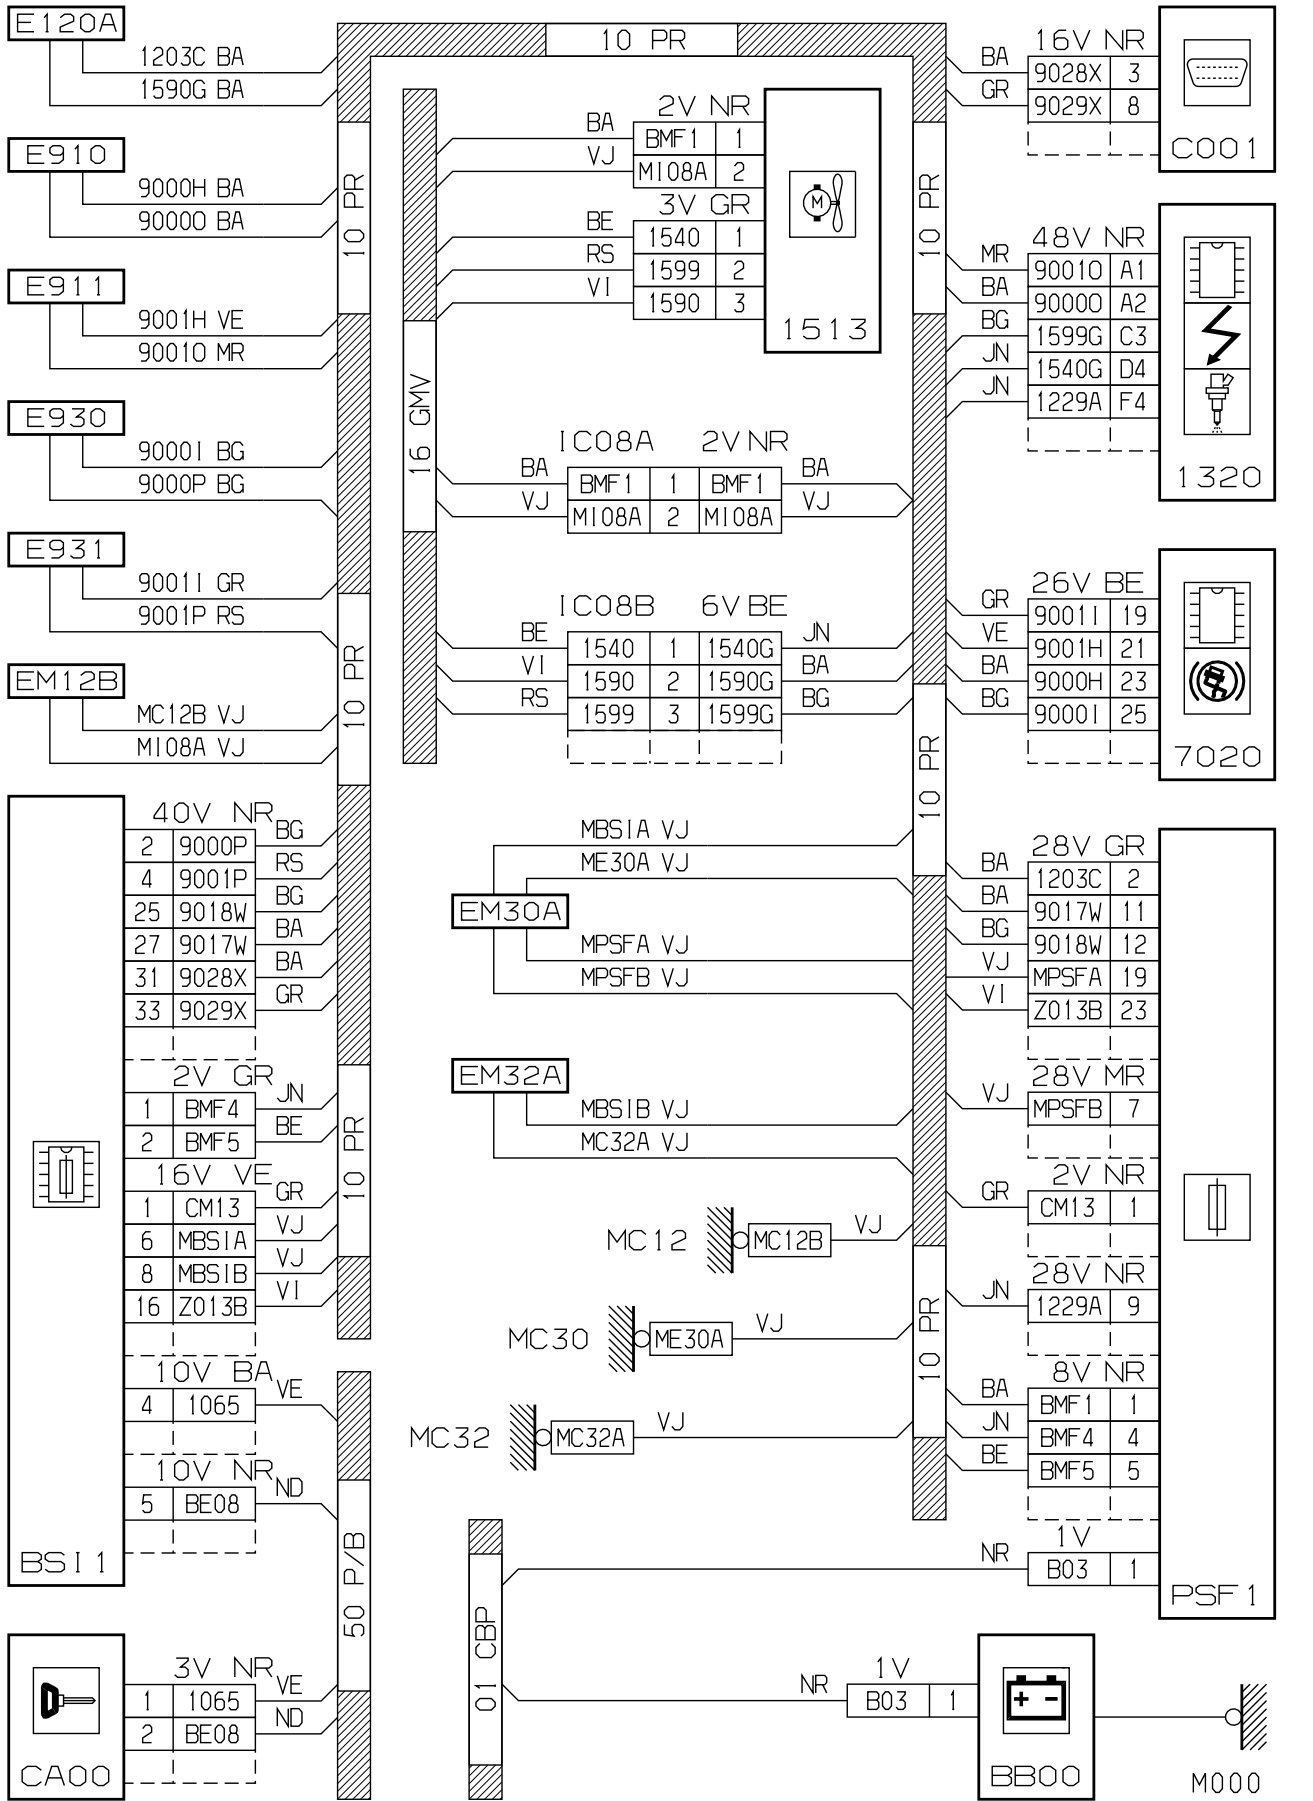 E120A
1203C BA
1590G BA
E910
9000H BA
9000O BA
E911
9001H VE
9001O MR
E930
9000I BG
9000P BG
E931
9001I GR
9001P RS
EM12B
MC12B VJ
MI08A VJ
BSI1
40V NR
2 9000P BG
4 9001P RS
25 9018W BG
27 9017W BA
31 9028X BA
33 9029X GR
2V GR
1 BMF4 JN
2 BMF5 BE
16V VE
1 CM13 GR
6 MBSIA VJ
8 MBSIB VJ
16 Z013B VI
10V BA
4 1065 VE
10V NR
5 BE08 ND
CA00
3V NR
1 1065 VE
2 BE08 ND
10 PR
10 PR
10 PR
10 PR
50 P/B
16 GMV
01 CBP
2V NR
BA BMF1 1
VJ MI08A 2
3V GR
BE 1540 1
RS 1599 2
VI 1590 3
M
1513
IC08A 2V NR
BA BMF1 1 BMF1 BA
VJ MI08A 2 MI08A VJ
IC08B 6V BE
BE 1540 1 1540G JN
VI 1590 2 1590G BA
RS 1599 3 1599G BG
MBSIA VJ
ME30A VJ
EM30A
MPSFA VJ
MPSFB VJ
EM32A
MBSIB VJ
MC32A VJ
MC12 MC12B VJ
MC30 ME30A VJ
MC32 MC32A VJ
10 PR
10 PR
10 PR
16V NR
BA 9028X 3
GR 9029X 8
C001
48V NR
MR 9001O A1
BA 9000O A2
BG 1599G C3
JN 1540G D4
JN 1229A F4
1320
26V BE
GR 9001I 19
VE 9001H 21
BA 9000H 23
BG 9000I 25
7020
28V GR
BA 1203C 2
BA 9017W 11
BG 9018W 12
VJ MPSFA 19
VI Z013B 23
28V MR
VJ MPSFB 7
2V NR
GR CM13 1
28V NR
JN 1229A 9
8V NR
BA BMF1 1
JN BMF4 4
BE BMF5 5
1V
NR B03 1
PSF1
1V
NR B03 1
+ −
BB00
M000